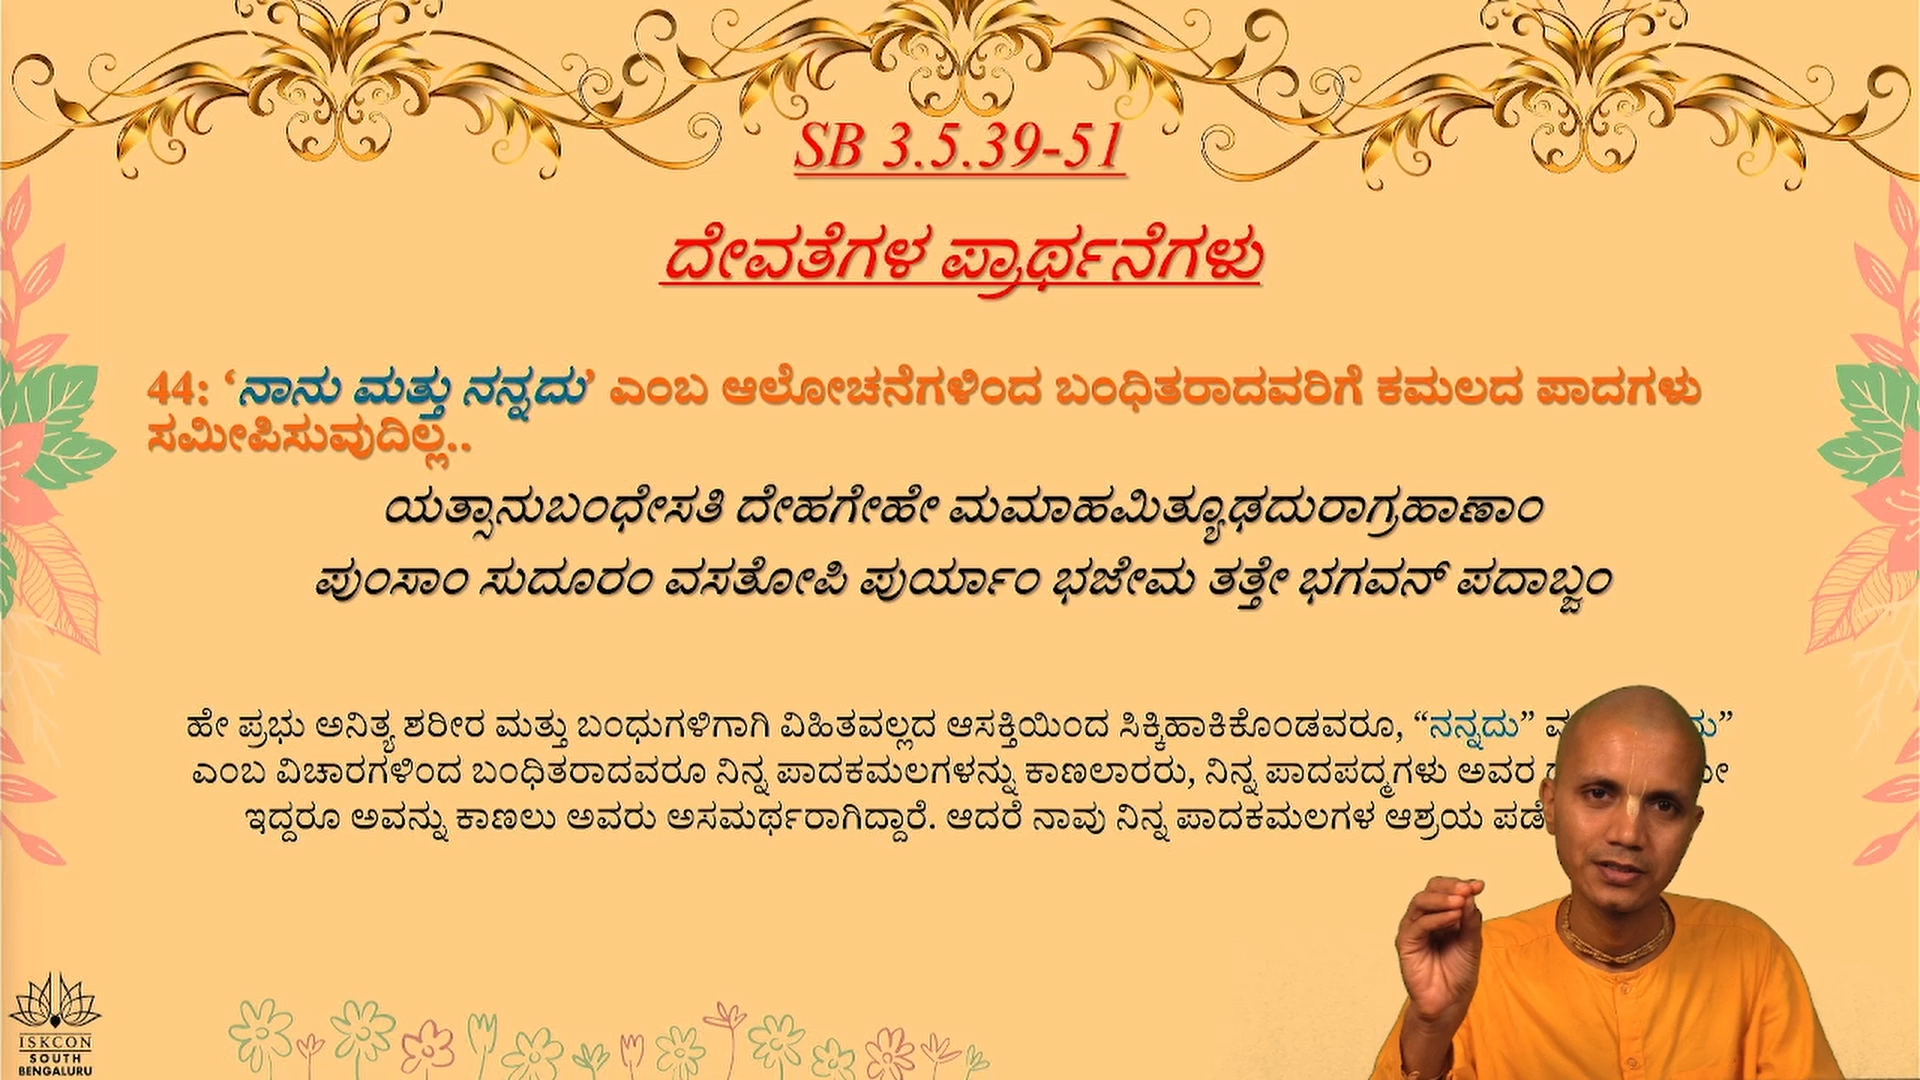 SB 3.5.39-51
ದೇವತೆಗಳ ಪ್ರಾರ್ಥನೆಗಳು
44: ‘ನಾನು ಮತ್ತು ನನ್ನದು’ ಎಂಬ ಆಲೋಚನೆಗಳಿಂದ ಬಂಧಿತರಾದವರಿಗೆ ಕಮಲದ ಪಾದಗಳು
ಸಮೀಪಿಸುವುದಿಲ್ಲ..
ಯತ್ಸಾನುಬಂಧೇಸತಿ ದೇಹಗೇಹೇ ಮಮಾಹಮಿತ್ಯೂಢದುರಾಗ್ರಹಾಣಾಂ
ಪುಂಸಾಂ ಸುದೂರಂ ವಸತೋಪಿ ಪುರ್ಯಾಂ ಭಜೇಮ ತತ್ತೇ ಭಗವನ್ ಪದಾಬ್ಜಂ
ಹೇ ಪ್ರಭು ಅನಿತ್ಯ ಶರೀರ ಮತ್ತು ಬಂಧುಗಳಿಗಾಗಿ ವಿಹಿತವಲ್ಲದ ಆಸಕ್ತಿಯಿಂದ ಸಿಕ್ಕಿಹಾಕಿಕೊಂಡವರೂ, “ನನ್ನದು”
ಎಂಬ ವಿಚಾರಗಳಿಂದ ಬಂಧಿತರಾದವರೂ ನಿನ್ನ ಪಾದಕಮಲಗಳನ್ನು ಕಾಣಲಾರರು, ನಿನ್ನ ಪಾದಪದ್ಮಗಳು ಅವರ
ಇದ್ದರೂ ಅವನ್ನು ಕಾಣಲು ಅವರು ಅಸಮರ್ಥರಾಗಿದ್ದಾರೆ. ಆದರೆ ನಾವು ನಿನ್ನ ಪಾದಕಮಲಗಳ ಆಶ್ರಯ
ISKCON
SOUTH
BENGALURU